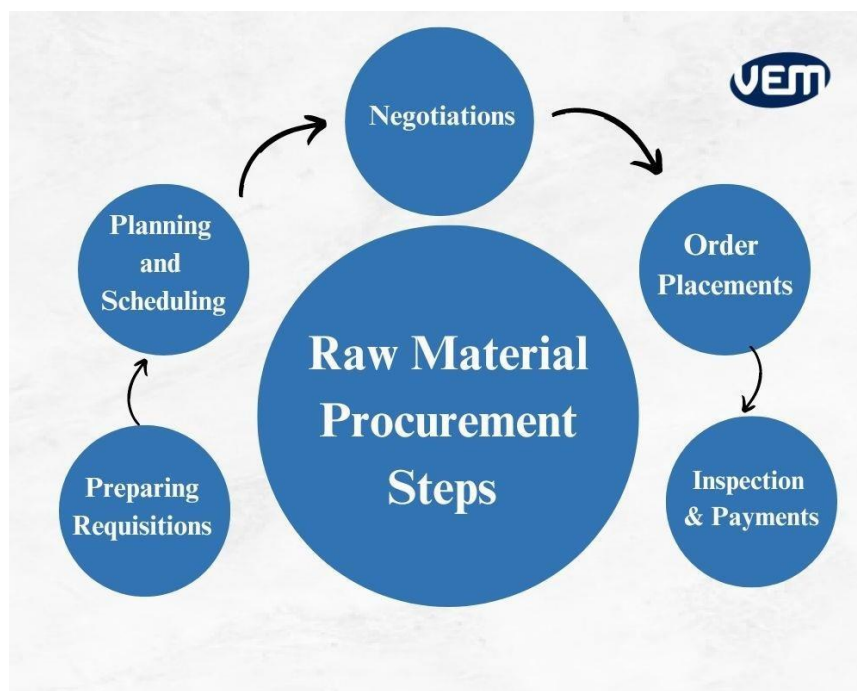 VEM
Negotiations
Planning
and
Scheduling
Order
Placements
Raw Material
Procurement
Steps
Preparing
Requisitions
Inspection
& Payments